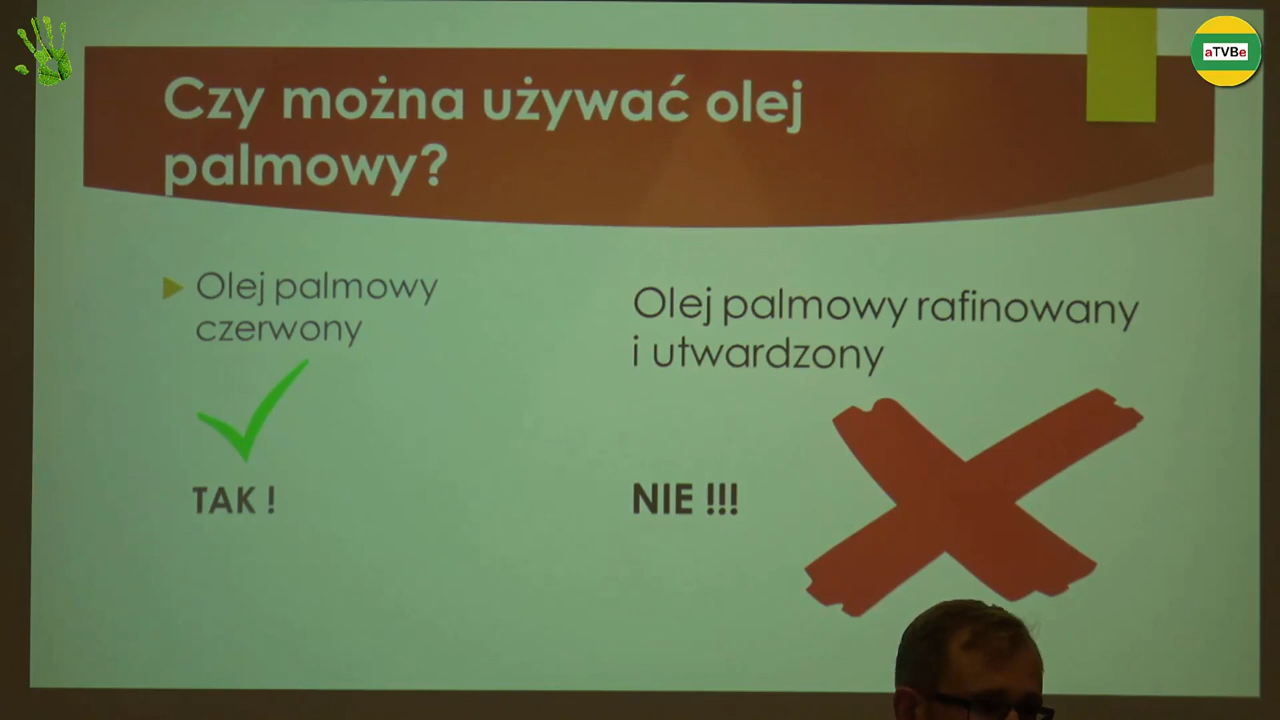 aTVBe
Czy można używać olej
palmowy?
Olej palmowy
czerwony
TAK !
Olej palmowy rafinowany
i utwardzony
NIE !!!